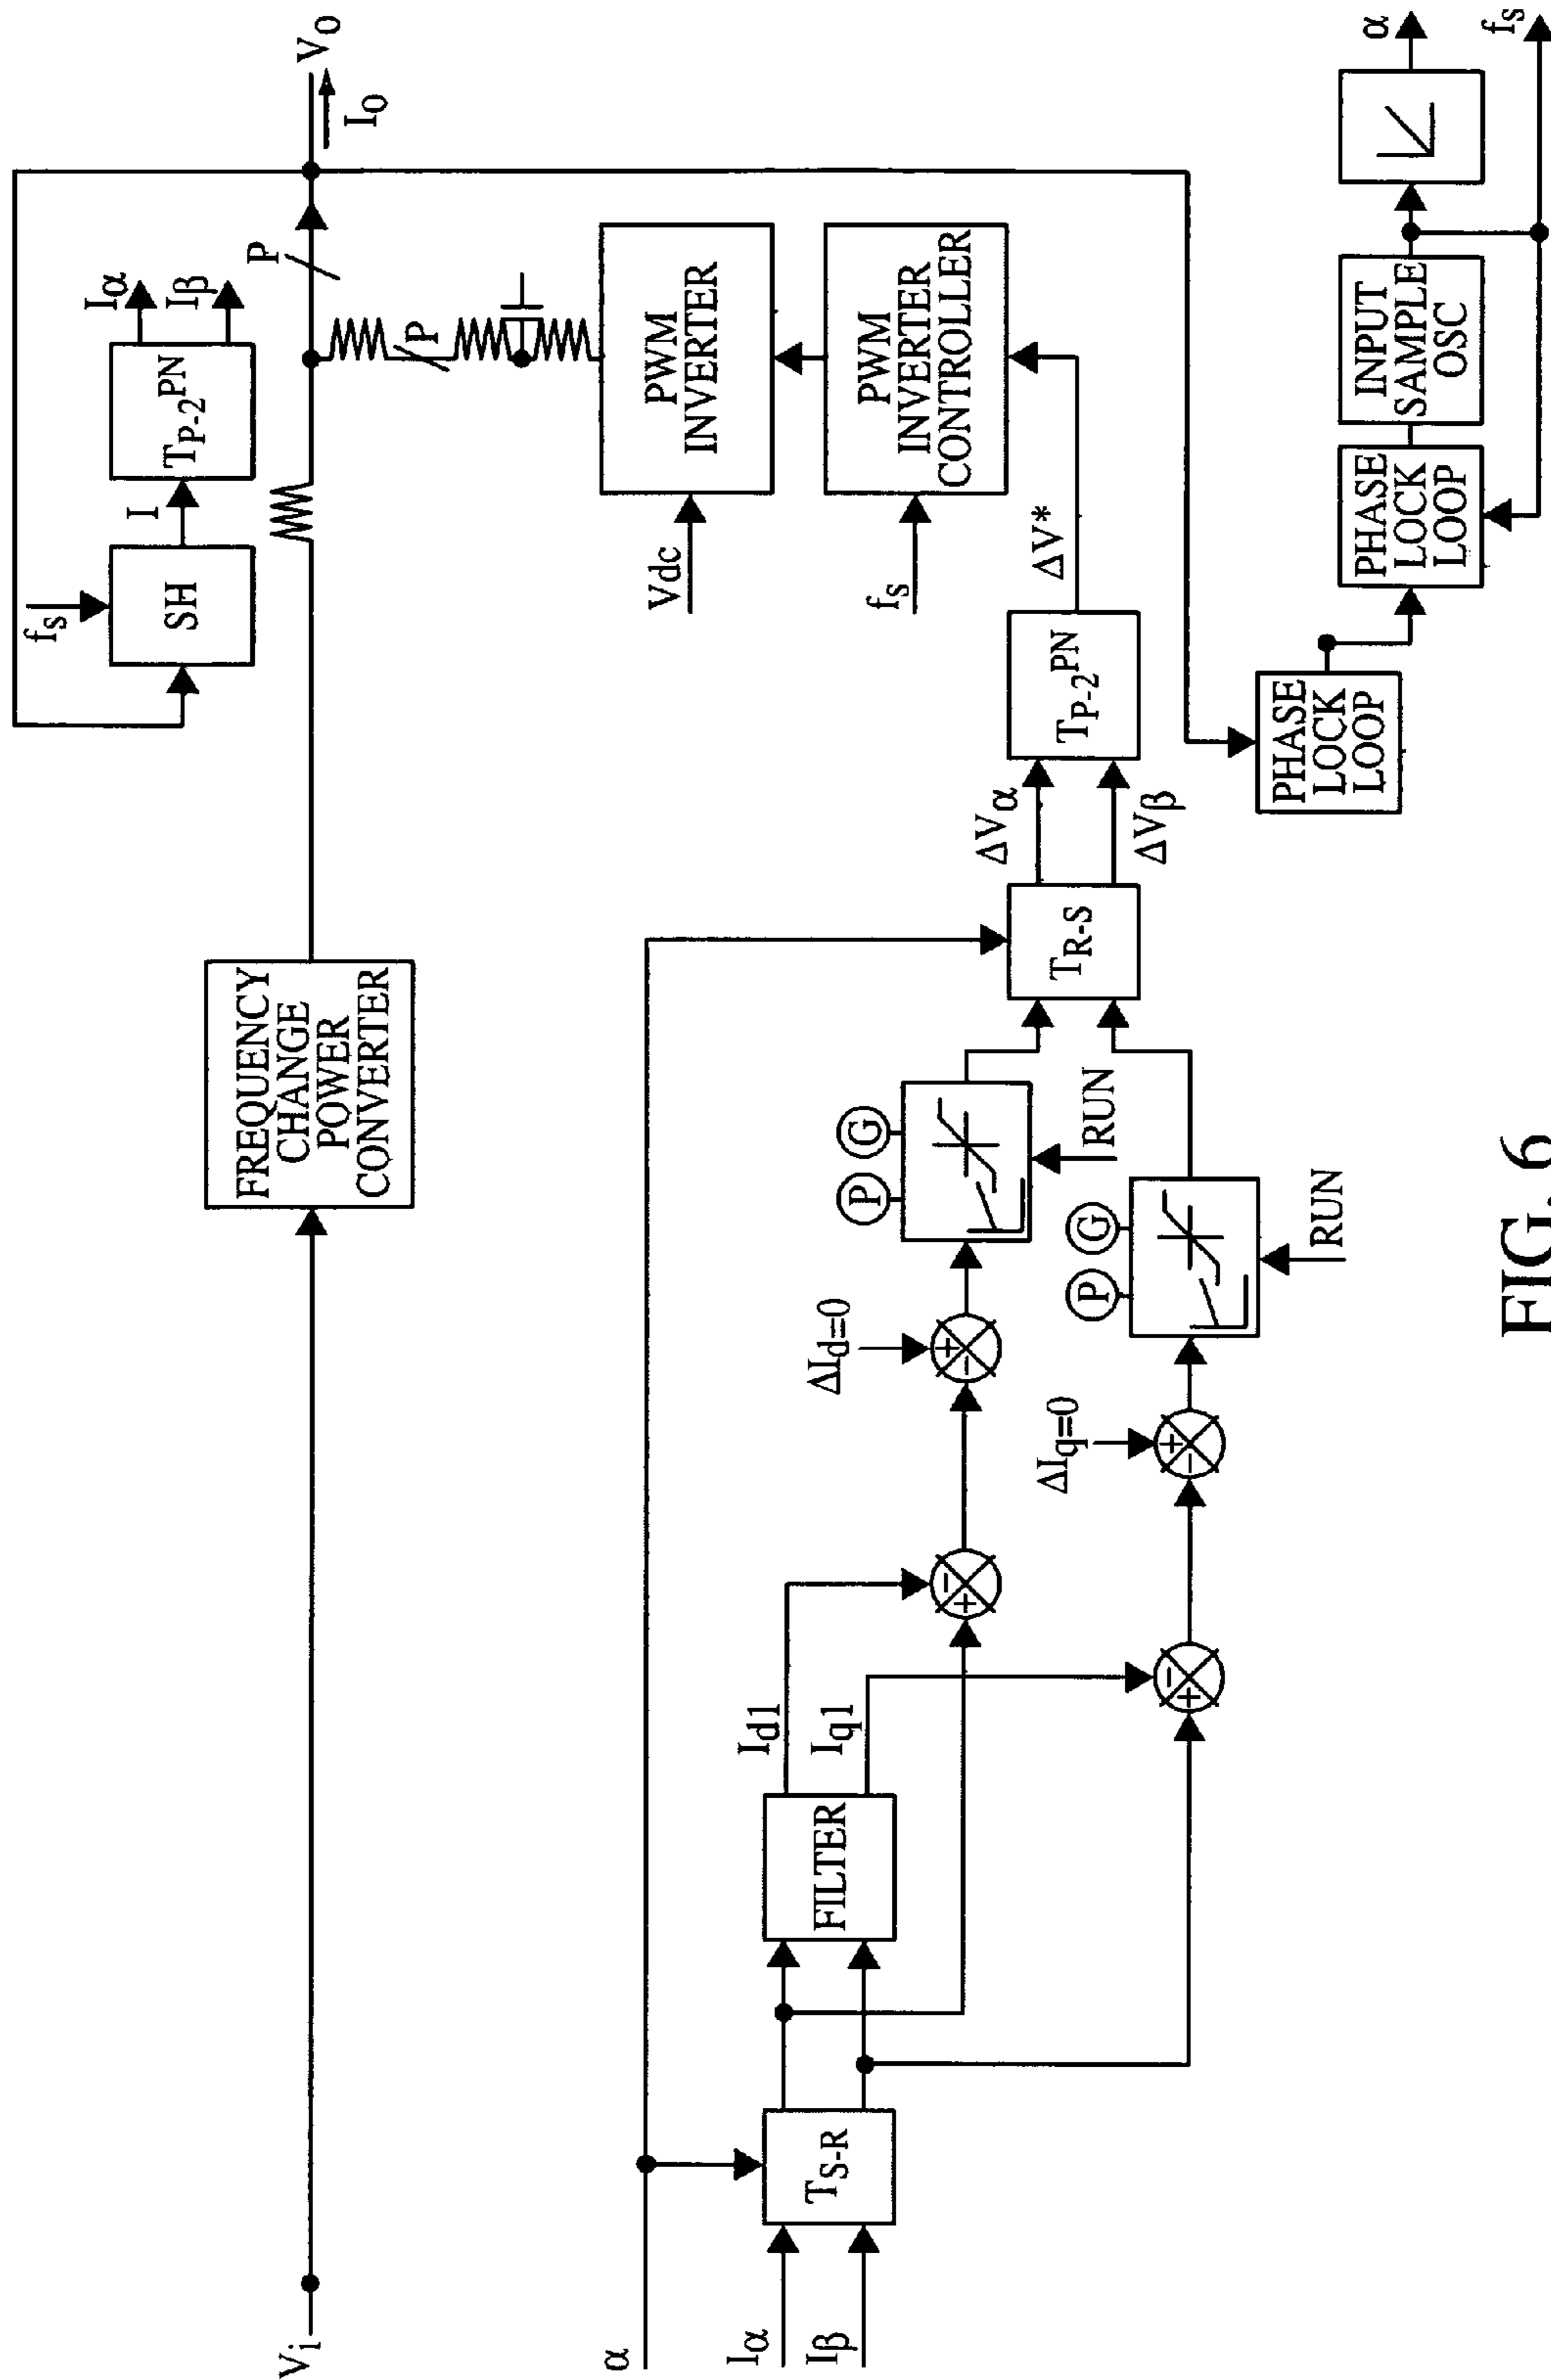 Vi
FREQUENCY
CHANGE
POWER
CONVERTER
fs
SH
I
TP-2PN
Iα
Iβ
P
Vo
Io
P
Vdc
PWM
INVERTER
fs
PWM
INVERTER
CONTROLLER
α
Iα
Iβ
TS-R
FILTER
Id1
Iq1
-
+
-
+
ΔId=0
+
-
ΔIq=0
+
-
P
G
RUN
P
G
RUN
TR-S
ΔVα
ΔVβ
TP-2PN
ΔV*
PHASE
LOCK
LOOP
PHASE
LOCK
LOOP
INPUT
SAMPLE
OSC
α
fs
FIG. 6